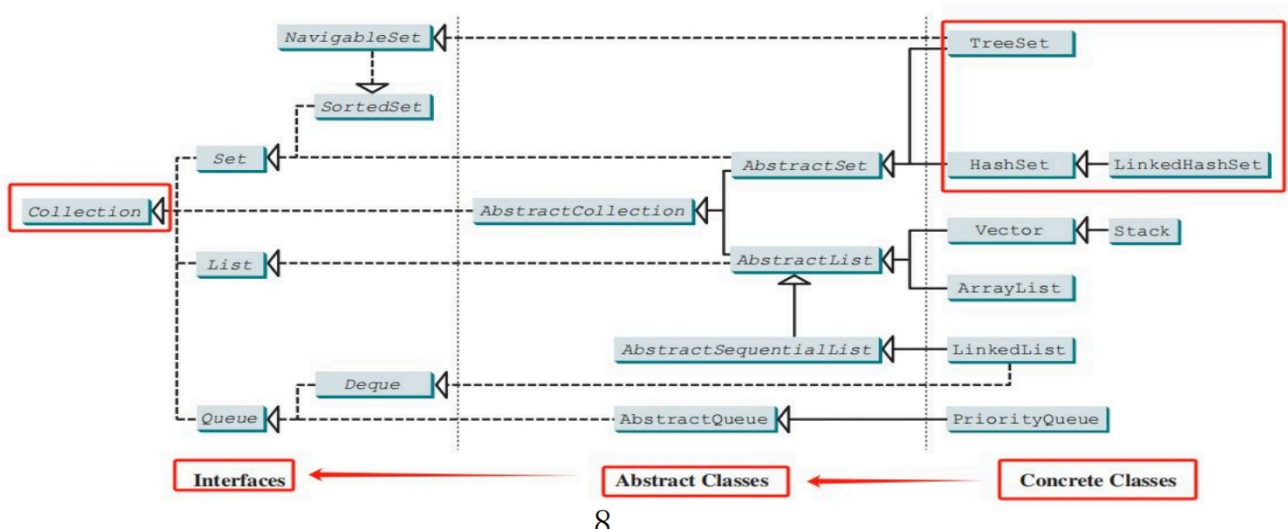 NavigableSet
TreeSet
SortedSet
Set
AbstractSet
HashSet
LinkedHashSet
Collection
AbstractCollection
Vector
Stack
List
AbstractList
ArrayList
AbstractSequentialList
LinkedList
Deque
Queue
AbstractQueue
PriorityQueue
Interfaces
Abstract Classes
Concrete Classes
8